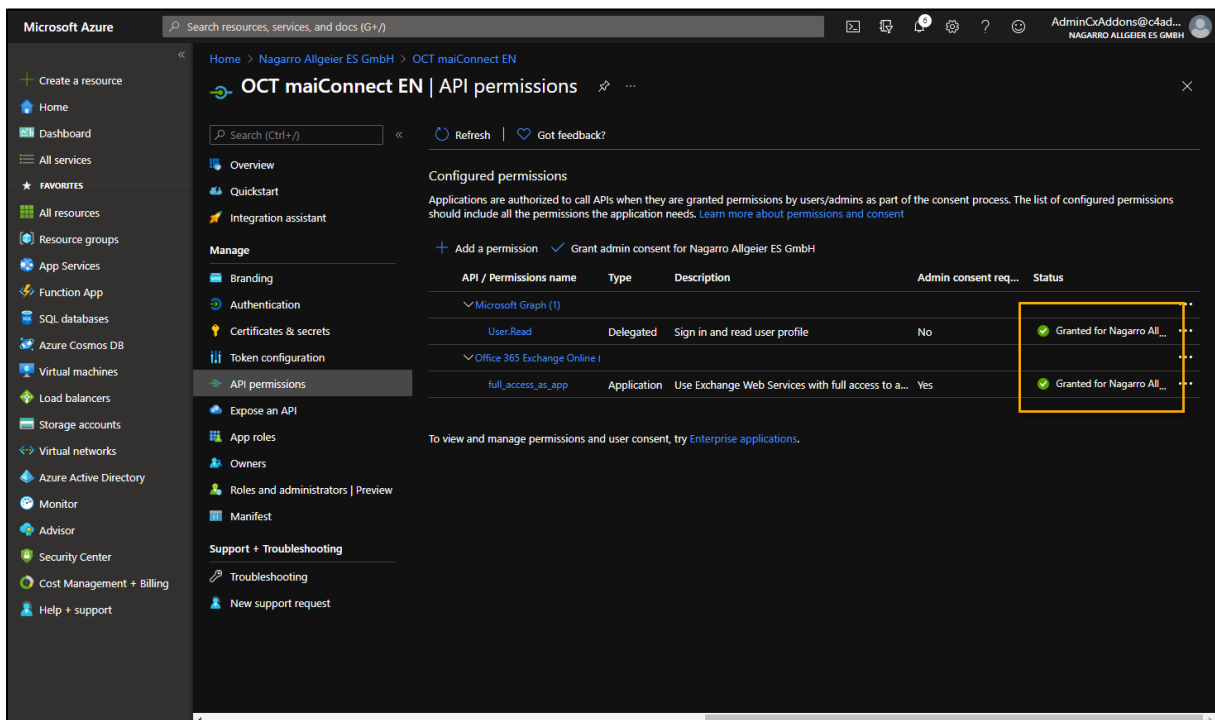 Microsoft Azure
Search resources, services, and docs (G+/)
6
AdminCxAddons@c4ad...
NAGARRO ALLGEIER ES GMBH
Create a resource
Home
Dashboard
All services
FAVORITES
All resources
Resource groups
App Services
Function App
SQL databases
Azure Cosmos DB
Virtual machines
Load balancers
Storage accounts
Virtual networks
Azure Active Directory
Monitor
Advisor
Security Center
Cost Management + Billing
Help + support
Home > Nagarro Allgeier ES GmbH > OCT maiConnect EN
OCT maiConnect EN | API permissions
Search (Ctrl+/)
Overview
Quickstart
Integration assistant
Manage
Branding
Authentication
Certificates & secrets
Token configuration
API permissions
Expose an API
App roles
Owners
Roles and administrators | Preview
Manifest
Support + Troubleshooting
Troubleshooting
New support request
Refresh | Got feedback?
Configured permissions
Applications are authorized to call APIs when they are granted permissions by users/admins as part of the consent process. The list of configured permissions
should include all the permissions the application needs. Learn more about permissions and consent
Add a permission Grant admin consent for Nagarro Allgeier ES GmbH
API / Permissions name Type Description Admin consent req... Status
Microsoft Graph (1)
User.Read Delegated Sign in and read user profile No Granted for Nagarro All...
Office 365 Exchange Online (
full_access_as_app Application Use Exchange Web Services with full access to a... Yes Granted for Nagarro All...
To view and manage permissions and user consent, try Enterprise applications.